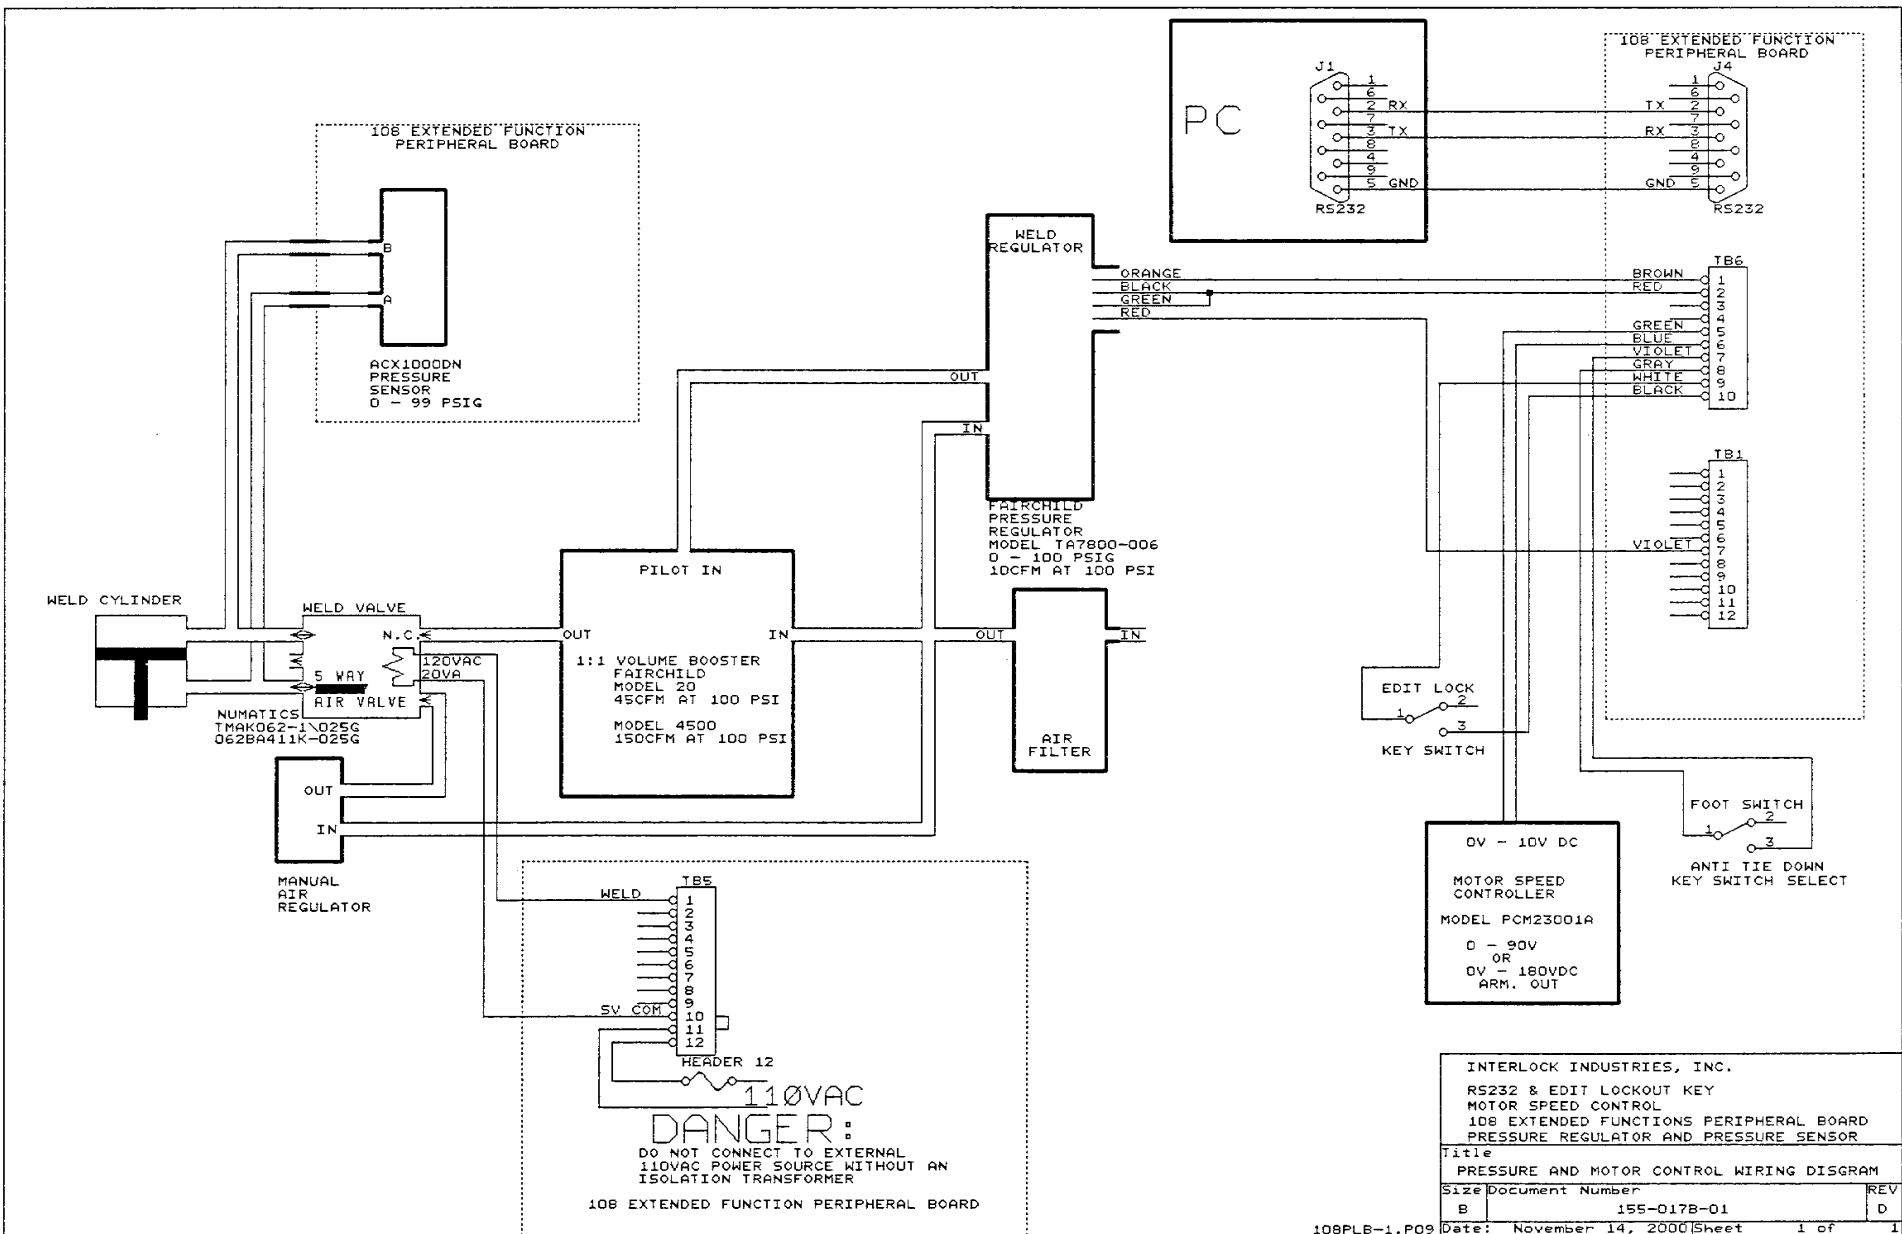 108 EXTENDED FUNCTION
PERIPHERAL BOARD
B
A
ACX100DDN
PRESSURE
SENSOR
0 - 99 PSIG
PC
J1
1
6
2 RX
7
3 TX
8
4
9
5 GND
RS232
108 EXTENDED FUNCTION
PERIPHERAL BOARD
J4
1
6
TX 2
7
RX 3
8
4
9
GND 5
RS232
WELD
REGULATOR
ORANGE
BLACK
GREEN
RED
OUT
IN
FAIRCHILD
PRESSURE
REGULATOR
MODEL TA7800-006
0 - 100 PSIG
10CFM AT 100 PSI
TB6
BROWN 1
RED 2
3
4
GREEN 5
BLUE 6
VIOLET 7
GRAY 8
WHITE 9
BLACK 10
TB1
1
2
3
4
5
6
VIOLET 7
8
9
10
11
12
WELD CYLINDER
WELD VALVE
N.C.
120VAC
20VA
5 WAY
AIR VALVE
NUMATICS
TMAK062-1\025G
062BA411K-025G
PILOT IN
OUT
IN
1:1 VOLUME BOOSTER
FAIRCHILD
MODEL 20
45CFM AT 100 PSI
MODEL 4500
150CFM AT 100 PSI
OUT
IN
AIR
FILTER
OUT
IN
MANUAL
AIR
REGULATOR
EDIT LOCK
1
2
3
KEY SWITCH
FOOT SWITCH
1
2
3
ANTI TIE DOWN
KEY SWITCH SELECT
0V - 10V DC
MOTOR SPEED
CONTROLLER
MODEL PCM23001A
0 - 90V
OR
0V - 180VDC
ARM. OUT
TB5
WELD 1
2
3
4
5
6
7
8
9
SV COM 10
11
12
HEADER 12
110VAC
DANGER:
DO NOT CONNECT TO EXTERNAL
110VAC POWER SOURCE WITHOUT AN
ISOLATION TRANSFORMER
108 EXTENDED FUNCTION PERIPHERAL BOARD
INTERLOCK INDUSTRIES, INC.
RS232 & EDIT LOCKOUT KEY
MOTOR SPEED CONTROL
108 EXTENDED FUNCTIONS PERIPHERAL BOARD
PRESSURE REGULATOR AND PRESSURE SENSOR
Title
PRESSURE AND MOTOR CONTROL WIRING DISGRAM
Size Document Number REV
B 155-0178-01 D
108PLB-1.P09 Date: November 14, 2000 Sheet 1 of 1